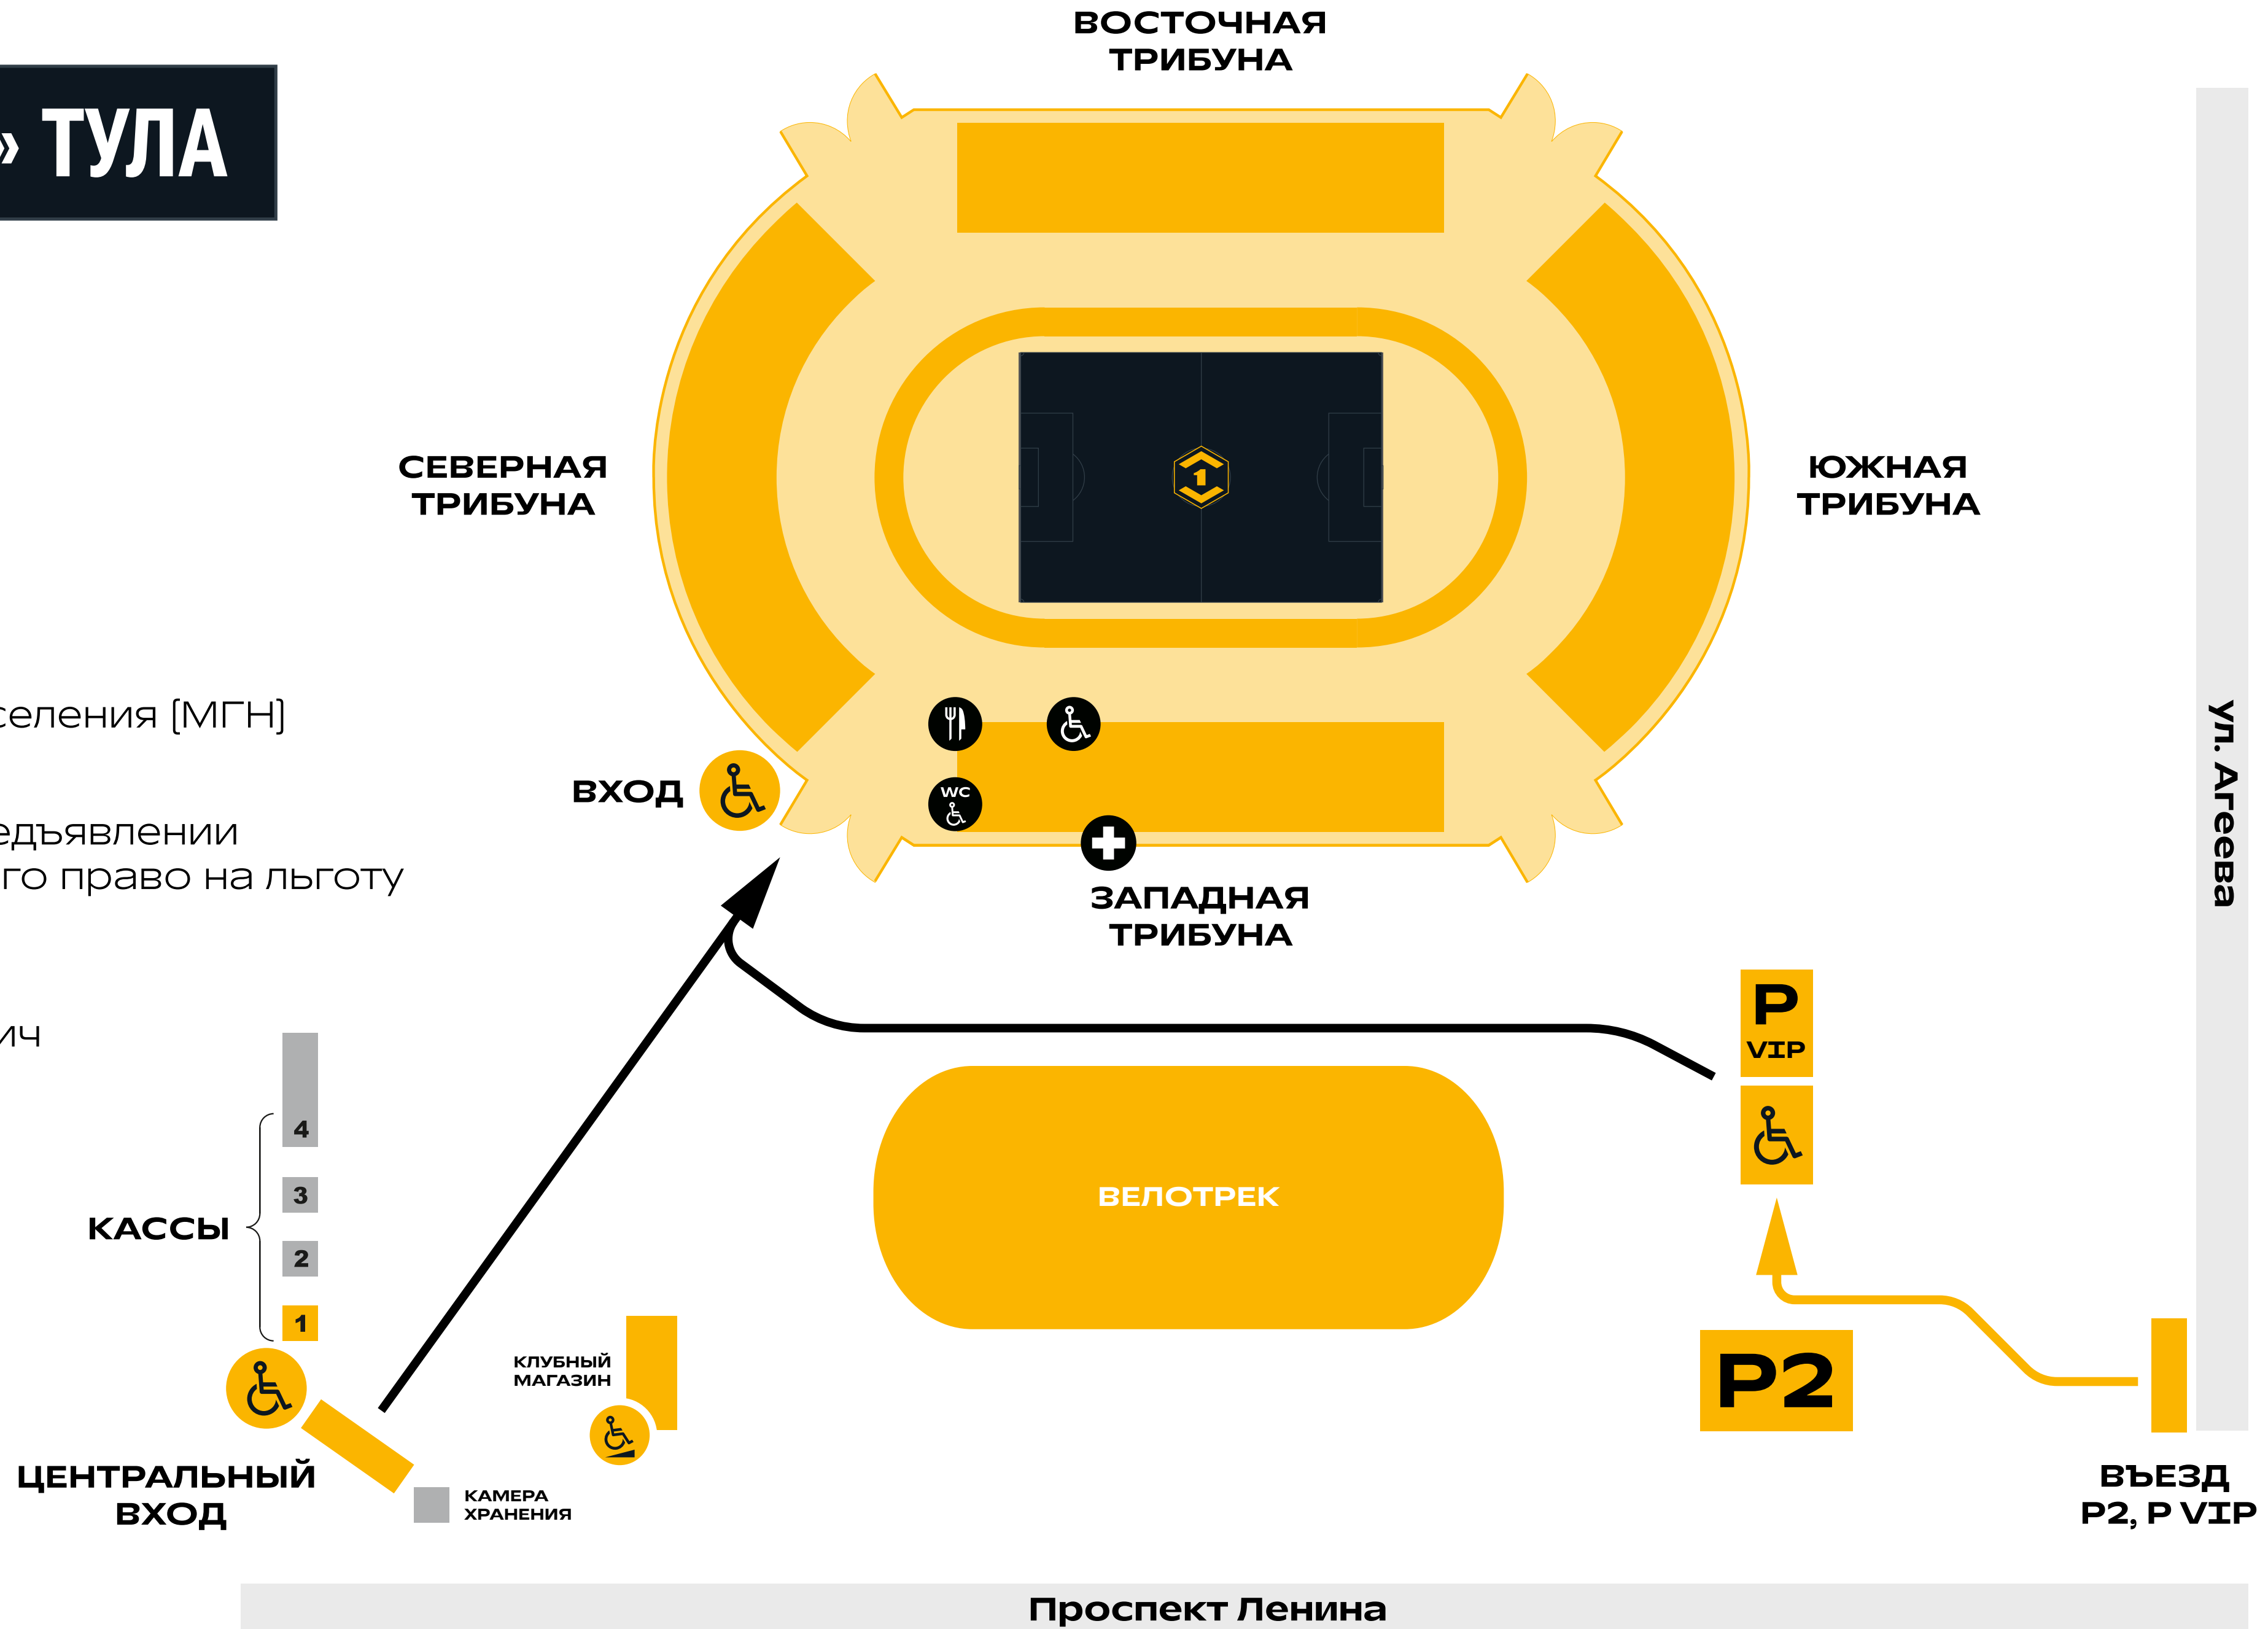 ВОСТОЧНАЯ
ТРИБУНА
» ТУЛА
СЕВЕРНАЯ
ТРИБУНА
1
ЮЖНАЯ
ТРИБУНА
селения (МГН)
ВХОД
WC
едъявлении
го право на льготу
ЗАПАДНАЯ
ТРИБУНА
ул. Агеева
ич
P
VIP
4
3
КАССЫ
2
1
ВЕЛОТРЕК
КЛУБНЫЙ
МАГАЗИН
P2
ЦЕНТРАЛЬНЫЙ
ВХОД
КАМЕРА
ХРАНЕНИЯ
ВЪЕЗД
P2, P VIP
Проспект Ленина